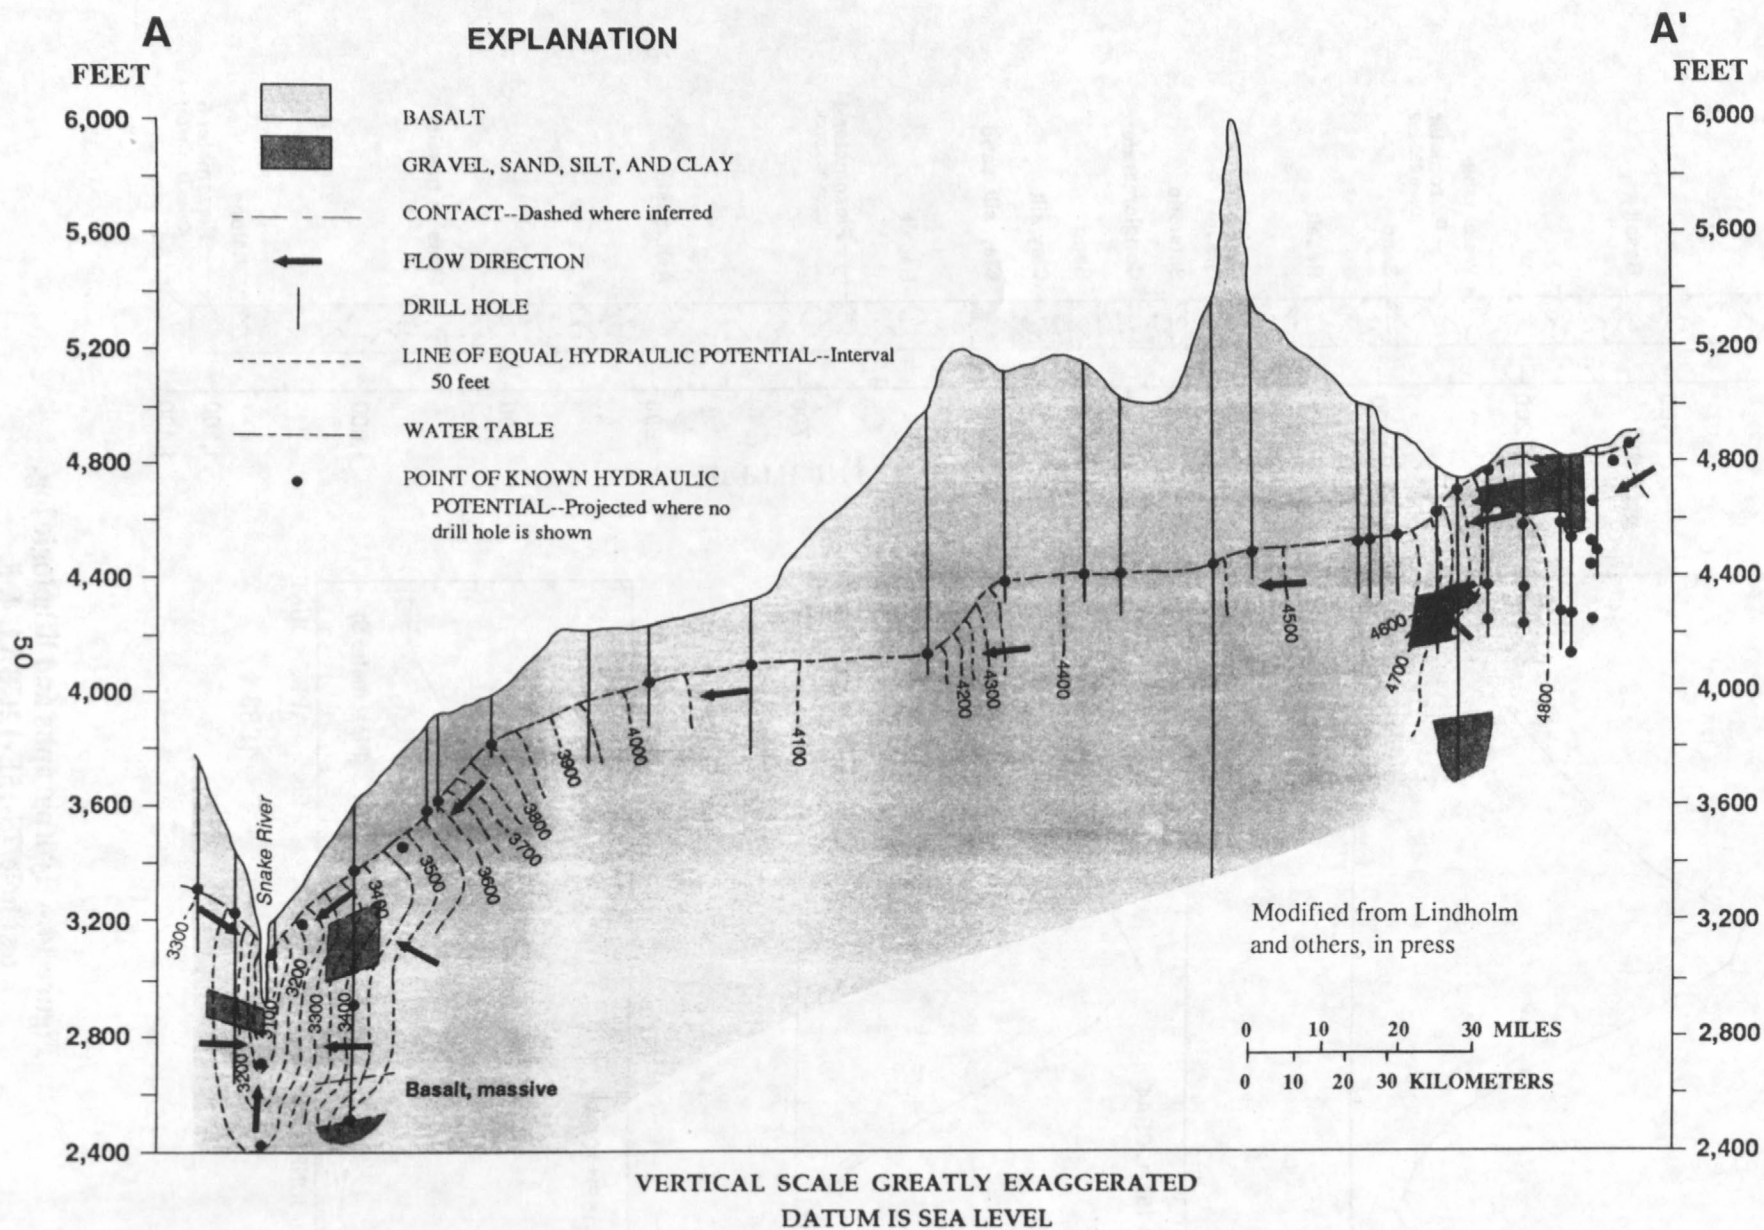 A
A'
FEET
FEET
EXPLANATION
BASALT
GRAVEL, SAND, SILT, AND CLAY
CONTACT--Dashed where inferred
FLOW DIRECTION
DRILL HOLE
LINE OF EQUAL HYDRAULIC POTENTIAL--Interval
50 feet
WATER TABLE
POINT OF KNOWN HYDRAULIC
POTENTIAL--Projected where no
drill hole is shown
6,000
5,600
5,200
4,800
4,400
4,000
3,600
3,200
2,800
2,400
6,000
5,600
5,200
4,800
4,400
4,000
3,600
3,200
2,800
2,400
50
Snake River
3300
3200
3100
3200
3300
3400
3400
3500
3600
3700
3800
3900
4000
4100
4200
4300
4400
4500
4600
4700
4800
Basalt, massive
Modified from Lindholm
and others, in press
0 10 20 30 MILES
0 10 20 30 KILOMETERS
VERTICAL SCALE GREATLY EXAGGERATED
DATUM IS SEA LEVEL